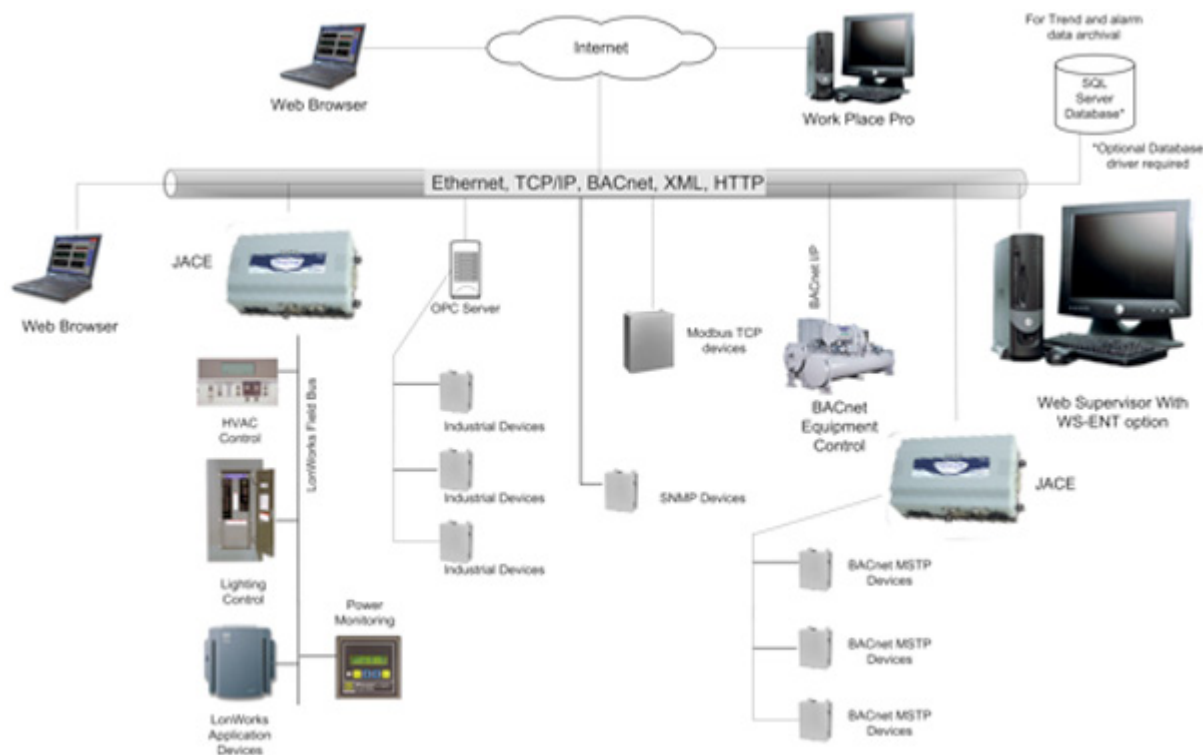 For Trend and alarm
data archival
Internet
SQL
Server
Database*
Web Browser
Work Place Pro
*Optional Database
driver required
Ethernet, TCP/IP, BACnet, XML, HTTP
JACE
OPC Server
BACnet I/P
Web Browser
Modbus TCP
devices
HVAC
Control
LonWorks Field Bus
Industrial Devices
BACnet
Equipment
Control
Web Supervisor With
WS-ENT option
JACE
Industrial Devices
SNMP Devices
Lighting
Control
Industrial Devices
BACnet MSTP
Devices
Power
Monitoring
BACnet MSTP
Devices
LonWorks
Application
Devices
BACnet MSTP
Devices